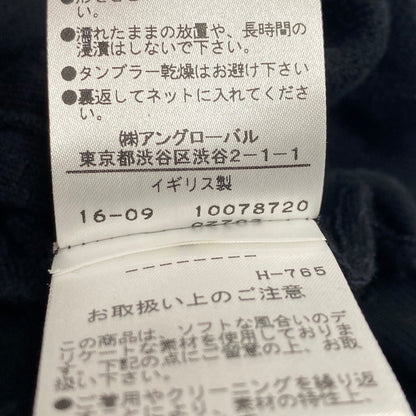 い。
●濡れたままの放置や、長時間の
浸漬はしないで下さい。
●タンブラー乾燥はお避け下さい
●裏返してネットに入れてくださ
い。
㈱アングローバル
東京都渋谷区渋谷2-1-1
イギリス製
16-09 10078720
--------
H-765
お取扱い上のご注意
この商品は、ソフトな風合いのデ
リケートな素材を使用しておりま
す。下記の点にご留意の上、お取
扱い下さい。
ご着用やクリーニングを繰り返